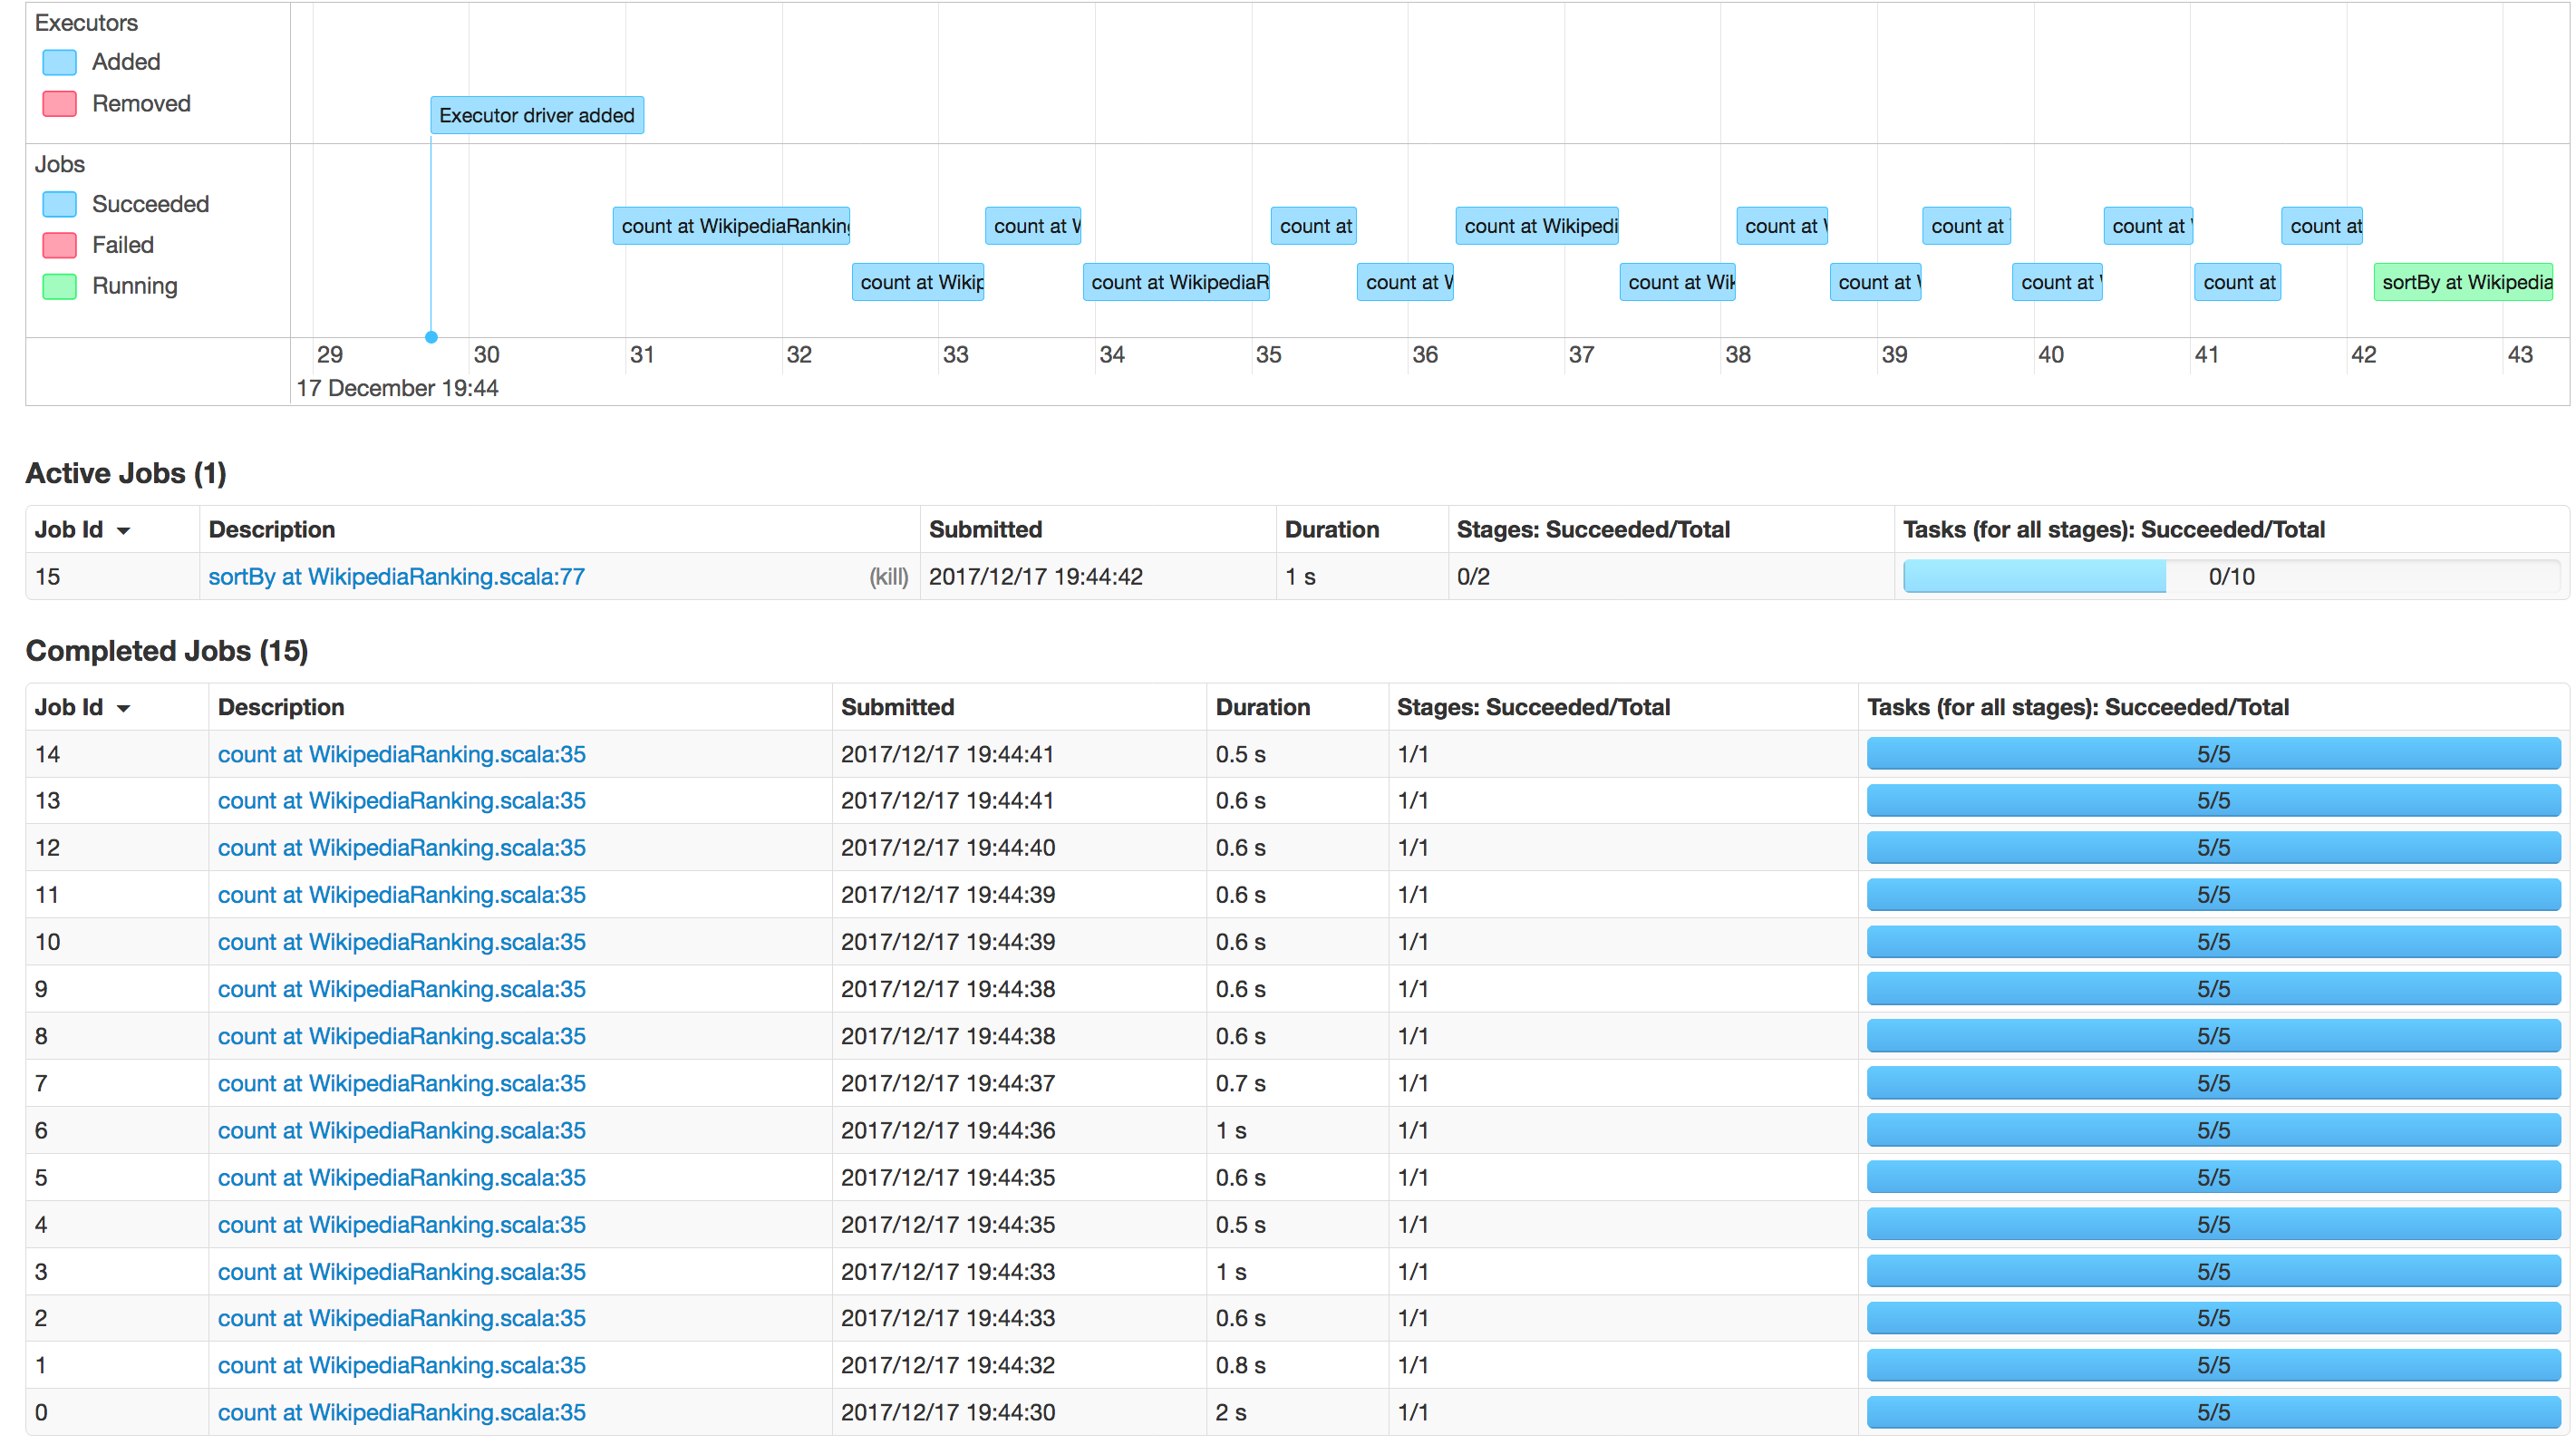 Executors
Added
Removed
Executor driver added
Jobs
Succeeded
Failed
Running
count at WikipediaRanking count at W count at count at Wikipedi count at count at count at count at
count at Wikip count at WikipediaR count at W count at Wik count at count at count at sortBy at Wikipedia
29 30 31 32 33 34 35 36 37 38 39 40 41 42 43
17 December 19:44
Active Jobs (1)
Job Id Description Submitted Duration Stages: Succeeded/Total Tasks (for all stages): Succeeded/Total
15 sortBy at WikipediaRanking.scala:77 (kill) 2017/12/17 19:44:42 1 s 0/2 0/10
Completed Jobs (15)
Job Id Description Submitted Duration Stages: Succeeded/Total Tasks (for all stages): Succeeded/Total
14 count at WikipediaRanking.scala:35 2017/12/17 19:44:41 0.5 s 1/1 5/5
13 count at WikipediaRanking.scala:35 2017/12/17 19:44:41 0.6 s 1/1 5/5
12 count at WikipediaRanking.scala:35 2017/12/17 19:44:40 0.6 s 1/1 5/5
11 count at WikipediaRanking.scala:35 2017/12/17 19:44:39 0.6 s 1/1 5/5
10 count at WikipediaRanking.scala:35 2017/12/17 19:44:39 0.6 s 1/1 5/5
9 count at WikipediaRanking.scala:35 2017/12/17 19:44:38 0.6 s 1/1 5/5
8 count at WikipediaRanking.scala:35 2017/12/17 19:44:38 0.6 s 1/1 5/5
7 count at WikipediaRanking.scala:35 2017/12/17 19:44:37 0.7 s 1/1 5/5
6 count at WikipediaRanking.scala:35 2017/12/17 19:44:36 1 s 1/1 5/5
5 count at WikipediaRanking.scala:35 2017/12/17 19:44:35 0.6 s 1/1 5/5
4 count at WikipediaRanking.scala:35 2017/12/17 19:44:35 0.5 s 1/1 5/5
3 count at WikipediaRanking.scala:35 2017/12/17 19:44:33 1 s 1/1 5/5
2 count at WikipediaRanking.scala:35 2017/12/17 19:44:33 0.6 s 1/1 5/5
1 count at WikipediaRanking.scala:35 2017/12/17 19:44:32 0.8 s 1/1 5/5
0 count at WikipediaRanking.scala:35 2017/12/17 19:44:30 2 s 1/1 5/5